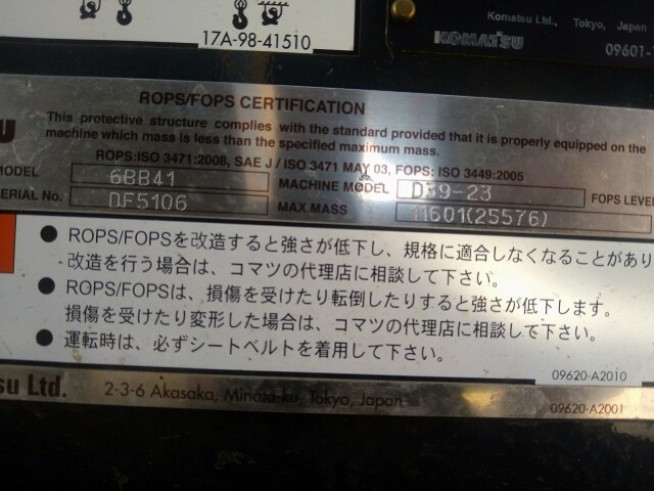 17A-98-41510
Komatsu Ltd., Tokyo, Japan
KOMATSU
09601-
ROPS/FOPS CERTIFICATION
U
This protective structure complies with the standard provided that it is properly equipped on the
machine which mass is less than the specified maximum mass.
ROPS:ISO 3471:2008, SAE J / ISO 3471 MAY 03, FOPS: ISO 3449:2005
MODEL 6BB41 MACHINE MODEL D39-23 FOPS LEVE
ERIAL No. DF5106 MAX.MASS 11601(25576)
● ROPS/FOPSを改造すると強さが低下し、規格に適合しなくなることがあり
改造を行う場合は、コマツの代理店に相談して下さい。
● ROPS/FOPSは、損傷を受けたり転倒したりすると強さが低下します。
損傷を受けたり変形した場合は、コマツの代理店に相談して下さい。
● 運転時は、必ずシートベルトを着用して下さい。
09620-A2010
su Ltd. 2-3-6 Akasaka, Minato-ku, Tokyo, Japan
09620-A2001